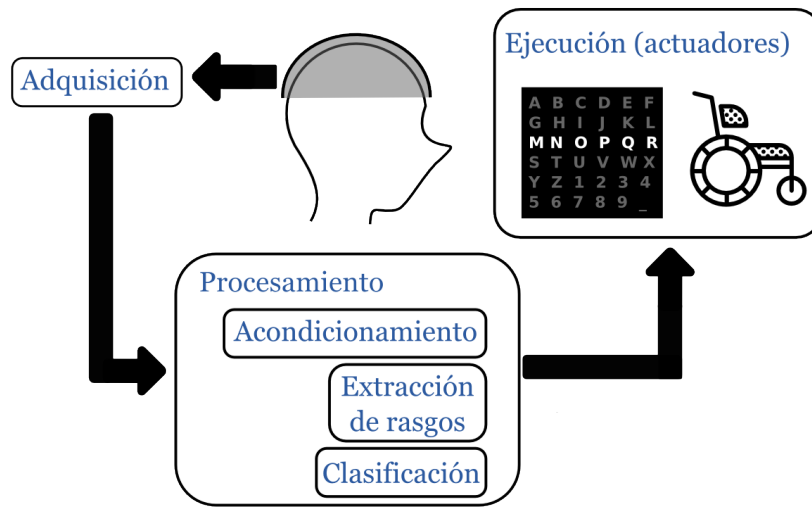 Adquisición
Ejecución (actuadores)
A B C D E F
G H I J K L
M N O P Q R
S T U V W X
Y Z 1 2 3 4
5 6 7 8 9 _
Procesamiento
Acondicionamiento
Extracción
de rasgos
Clasificación